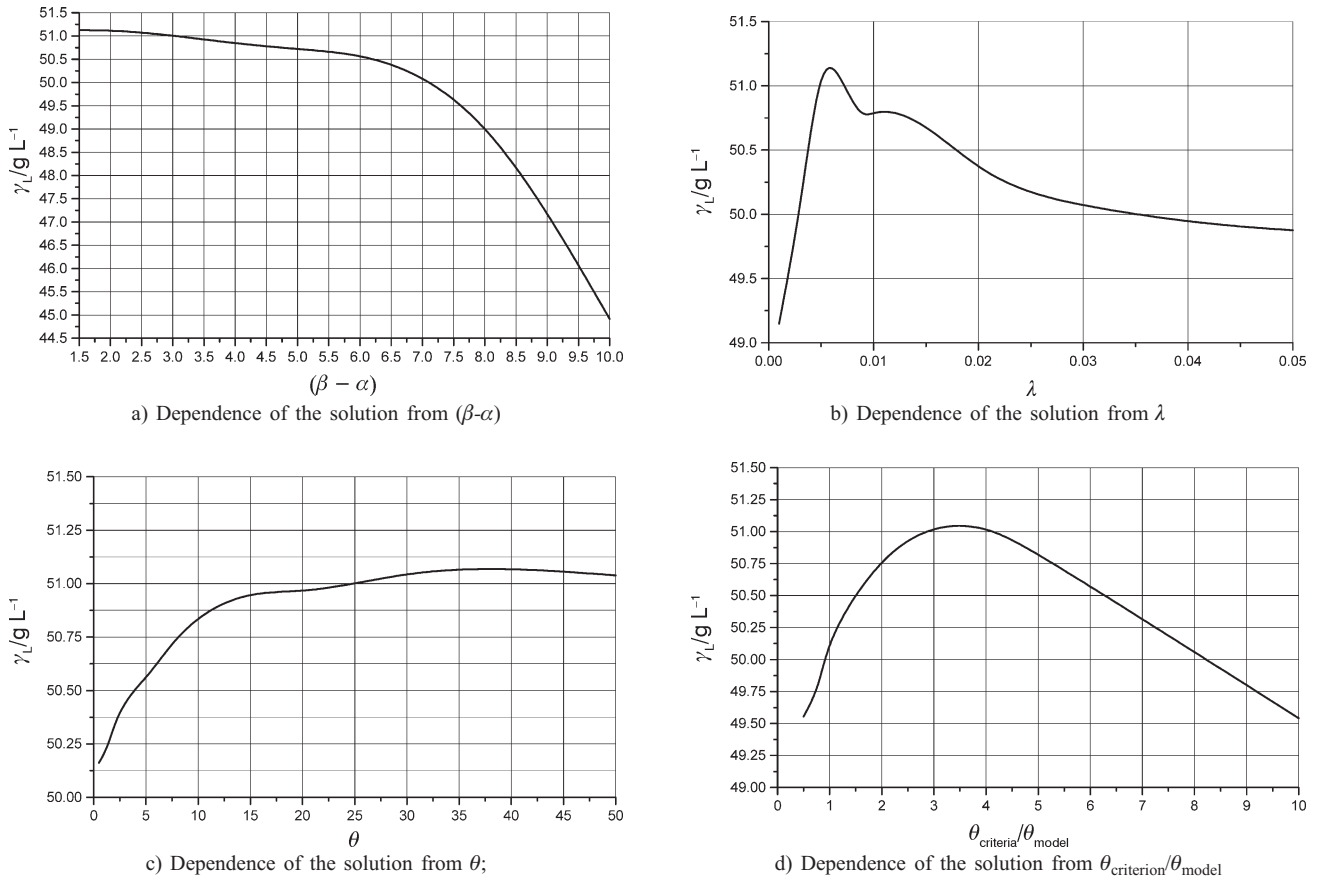 51.5
51.0
50.5
50.0
49.5
49.0
48.5
48.0
47.5
47.0
46.5
46.0
45.5
45.0
44.5
γL/g L−1
1.5 2.0 2.5 3.0 3.5 4.0 4.5 5.0 5.5 6.0 6.5 7.0 7.5 8.0 8.5 9.0 9.5 10.0
(β − α)
a) Dependence of the solution from (β-α)
51.5
51.0
50.5
50.0
49.5
49.0
γL/g L−1
0.00 0.01 0.02 0.03 0.04 0.05
λ
b) Dependence of the solution from λ
51.50
51.25
51.00
50.75
50.50
50.25
50.00
γL/g L−1
0 5 10 15 20 25 30 35 40 45 50
θ
c) Dependence of the solution from θ;
51.50
51.25
51.00
50.75
50.50
50.25
50.00
49.75
49.50
49.25
49.00
γL/g L−1
0 1 2 3 4 5 6 7 8 9 10
θcriteria/θmodel
d) Dependence of the solution from θcriterion/θmodel